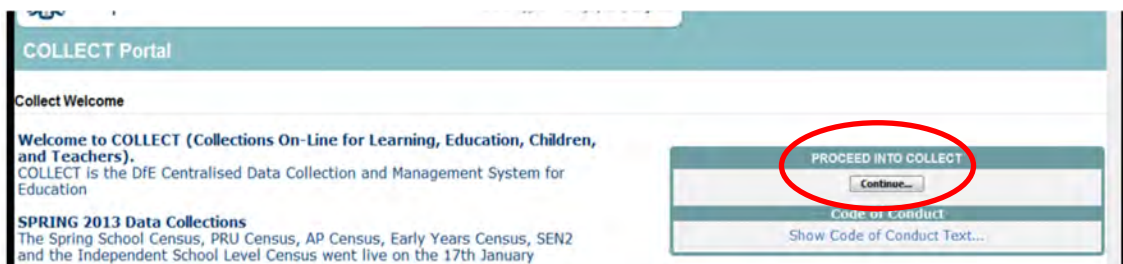 COLLECT Portal
Collect Welcome
Welcome to COLLECT (Collections On-Line for Learning, Education, Children,
and Teachers).
COLLECT is the DfE Centralised Data Collection and Management System for
Education
SPRING 2013 Data Collections
The Spring School Census, PRU Census, AP Census, Early Years Census, SEN2
and the Independent School Level Census went live on the 17th January
PROCEED INTO COLLECT
Continue...
Code of Conduct
Show Code of Conduct Text...